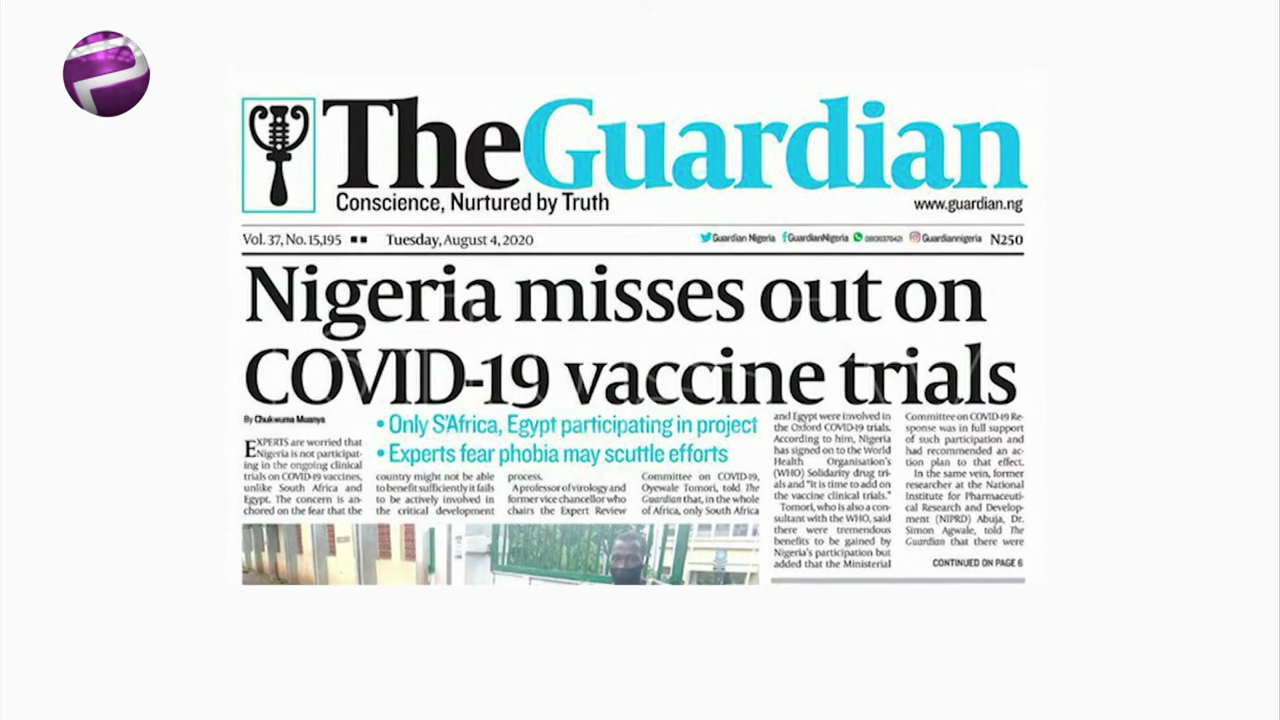 TheGuardian
Conscience, Nurtured by Truth
www.guardian.ng
Vol. 37, No. 15,195
Tuesday, August 4, 2020
Guardian Nigeria
GuardianNigeria
Guardiannigeria
N250
Nigeria misses out on
COVID-19 vaccine trials
By Chukwuma Muanya
• Only S'Africa, Egypt participating in project
• Experts fear phobia may scuttle efforts
EXPERTS are worried that
Nigeria is not participat-
ing in the ongoing clinical
trials on COVID-19 vaccines,
unlike South Africa and
Egypt. The concern is an-
chored on the fear that the
country might not be able
to benefit sufficiently it fails
to be actively involved in
the critical development
process.
A professor of virology and
former vice chancellor who
chairs the Expert Review
Committee on COVID-19,
Oyewale Tomori, told The
Guardian that, in the whole
of Africa, only South Africa
and Egypt were involved in
the Oxford COVID-19 trials.
According to him, Nigeria
has signed on to the World
Health Organisation's
(WHO) Solidarity drug tri-
als and "it is time to add on
the vaccine clinical trials."
Tomori, who is also a con-
sultant with the WHO, said
there were tremendous
benefits to be gained by
Nigeria's participation but
added that the Ministerial
Committee on COVID-19 Re-
sponse was in full support
of such participation and
had recommended an ac-
tion plan to that effect.
In the same vein, former
researcher at the National
Institute for Pharmaceuti-
cal Research and Develop-
ment (NIPRD) Abuja, Dr.
Simon Agwale, told The
Guardian that there were
CONTINUED ON PAGE 6